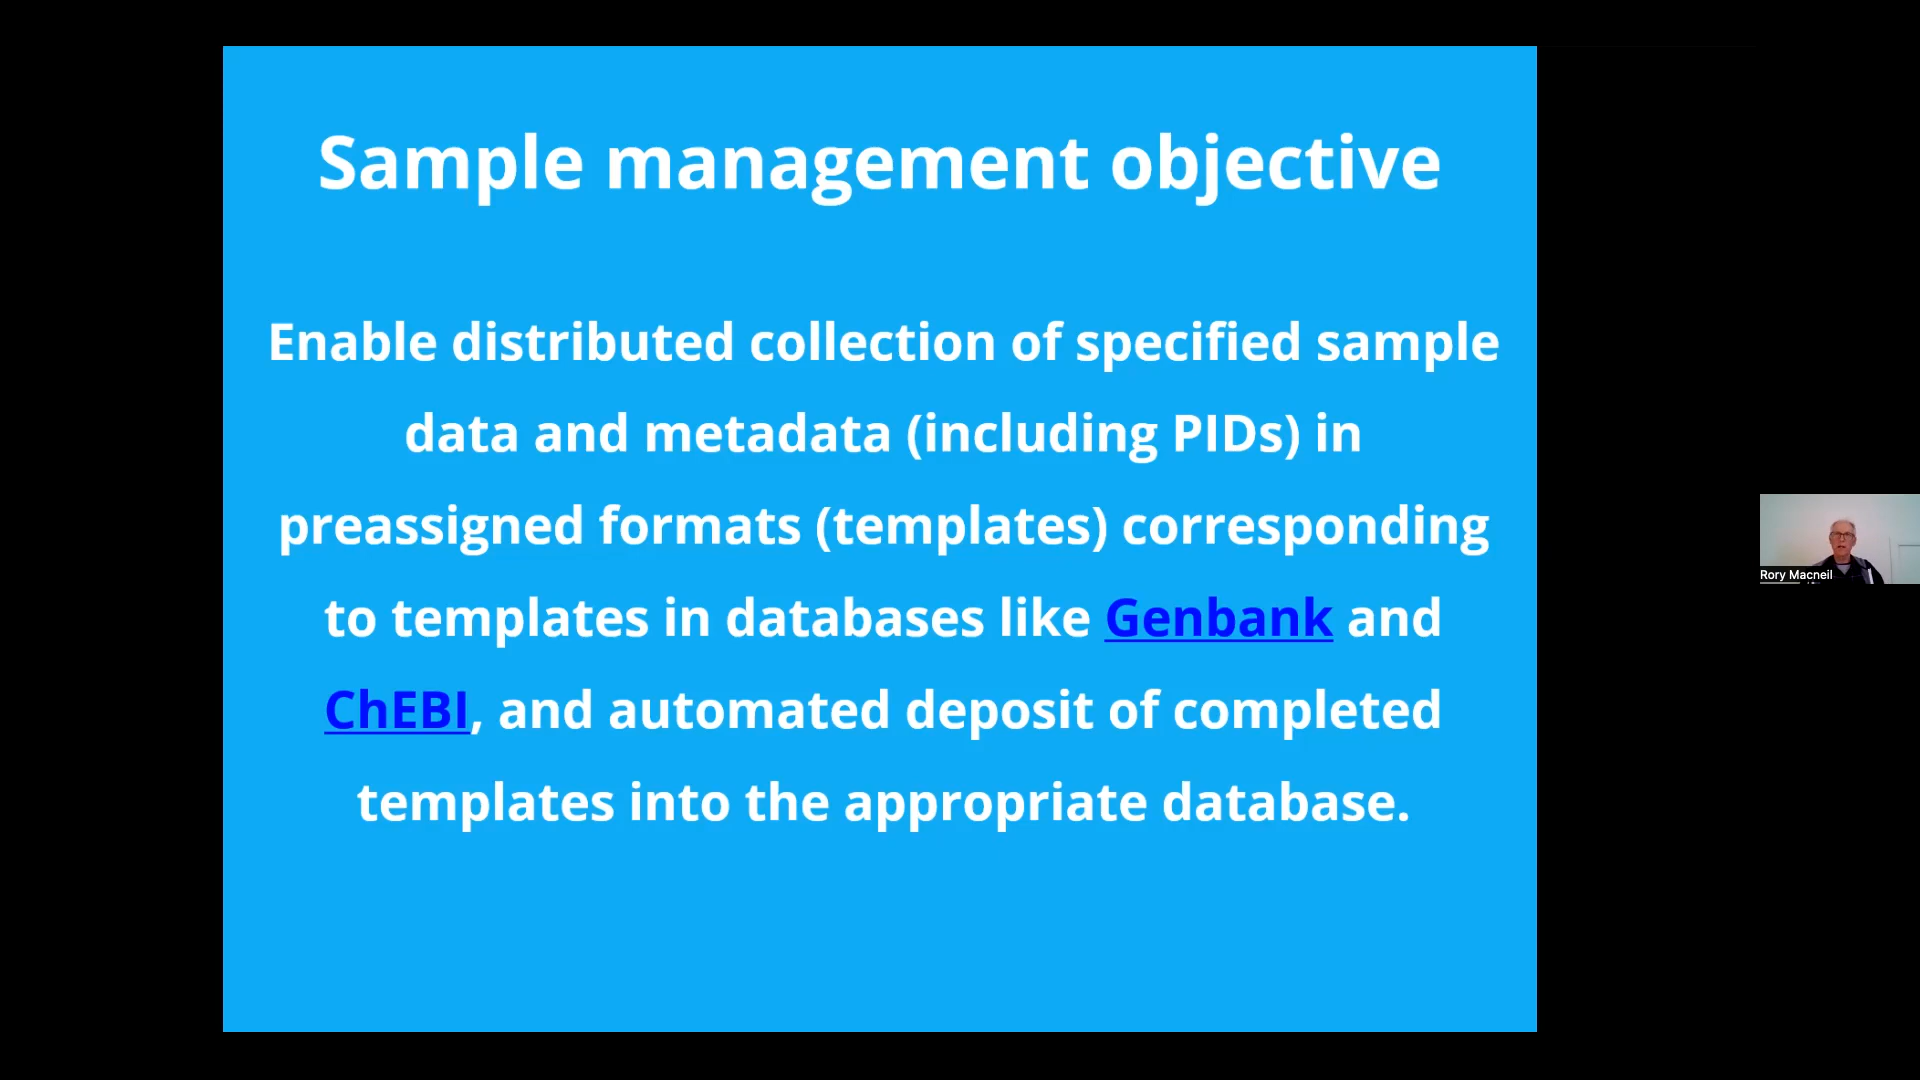 Sample management objective
Enable distributed collection of specified sample
data and metadata (including PIDs) in
preassigned formats (templates) corresponding
to templates in databases like Genbank and
ChEBI, and automated deposit of completed
templates into the appropriate database.
Rory Macneil